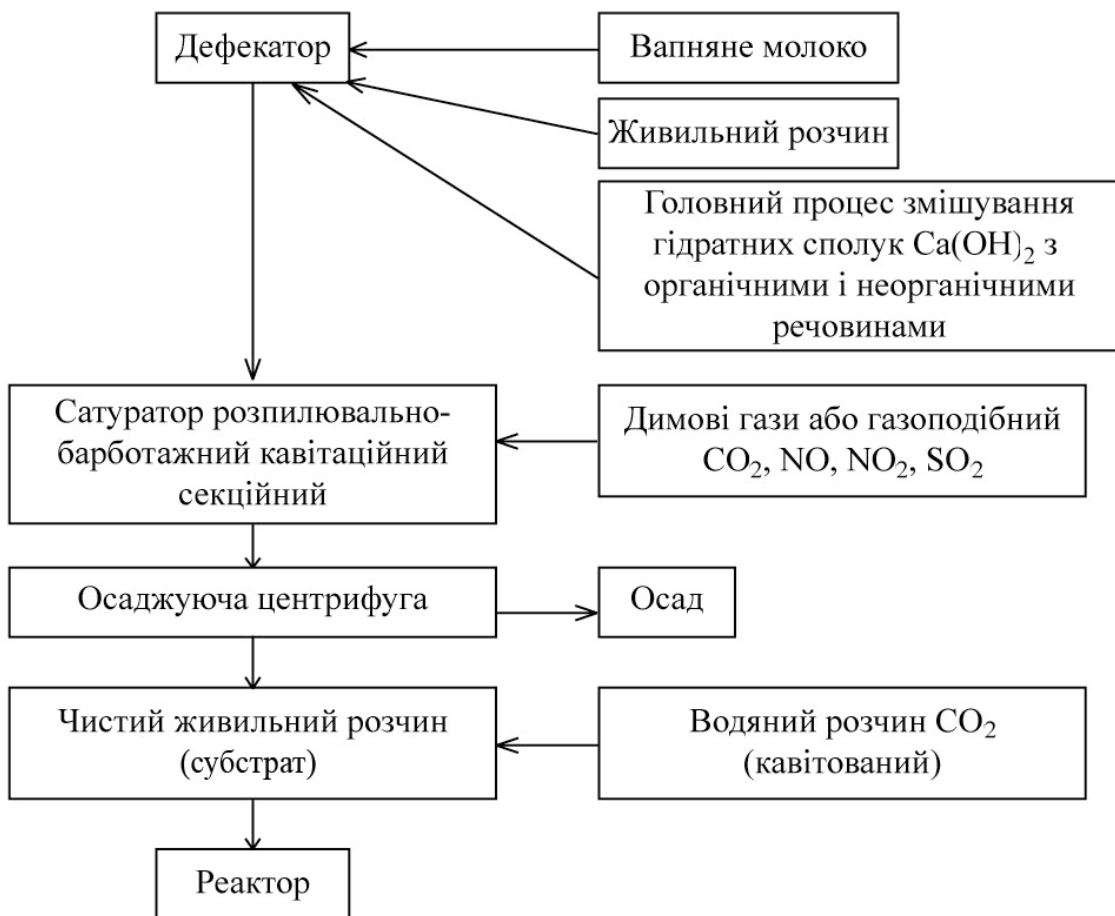 Дефекатор
Вапняне молоко
Живильний розчин
Головний процес змішування
гідратних сполук Ca(OH)₂ з
органічними і неорганічними
речовинами
Сатуратор розпилювально-
барботажний кавітаційний
секційний
Димові гази або газоподібний
CO₂, NO, NO₂, SO₂
Осаджуюча центрифуга
Осад
Чистий живильний розчин
(субстрат)
Водяний розчин CO₂
(кавітований)
Реактор